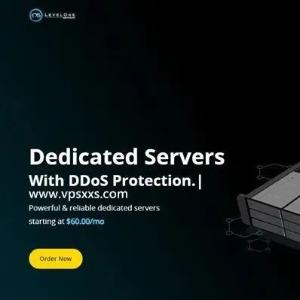 LevelOne
Dedicated Servers
With DDoS Protection.|
www.vpsxxs.com
Powerful & reliable dedicated servers
starting at $60.00/mo
Order Now